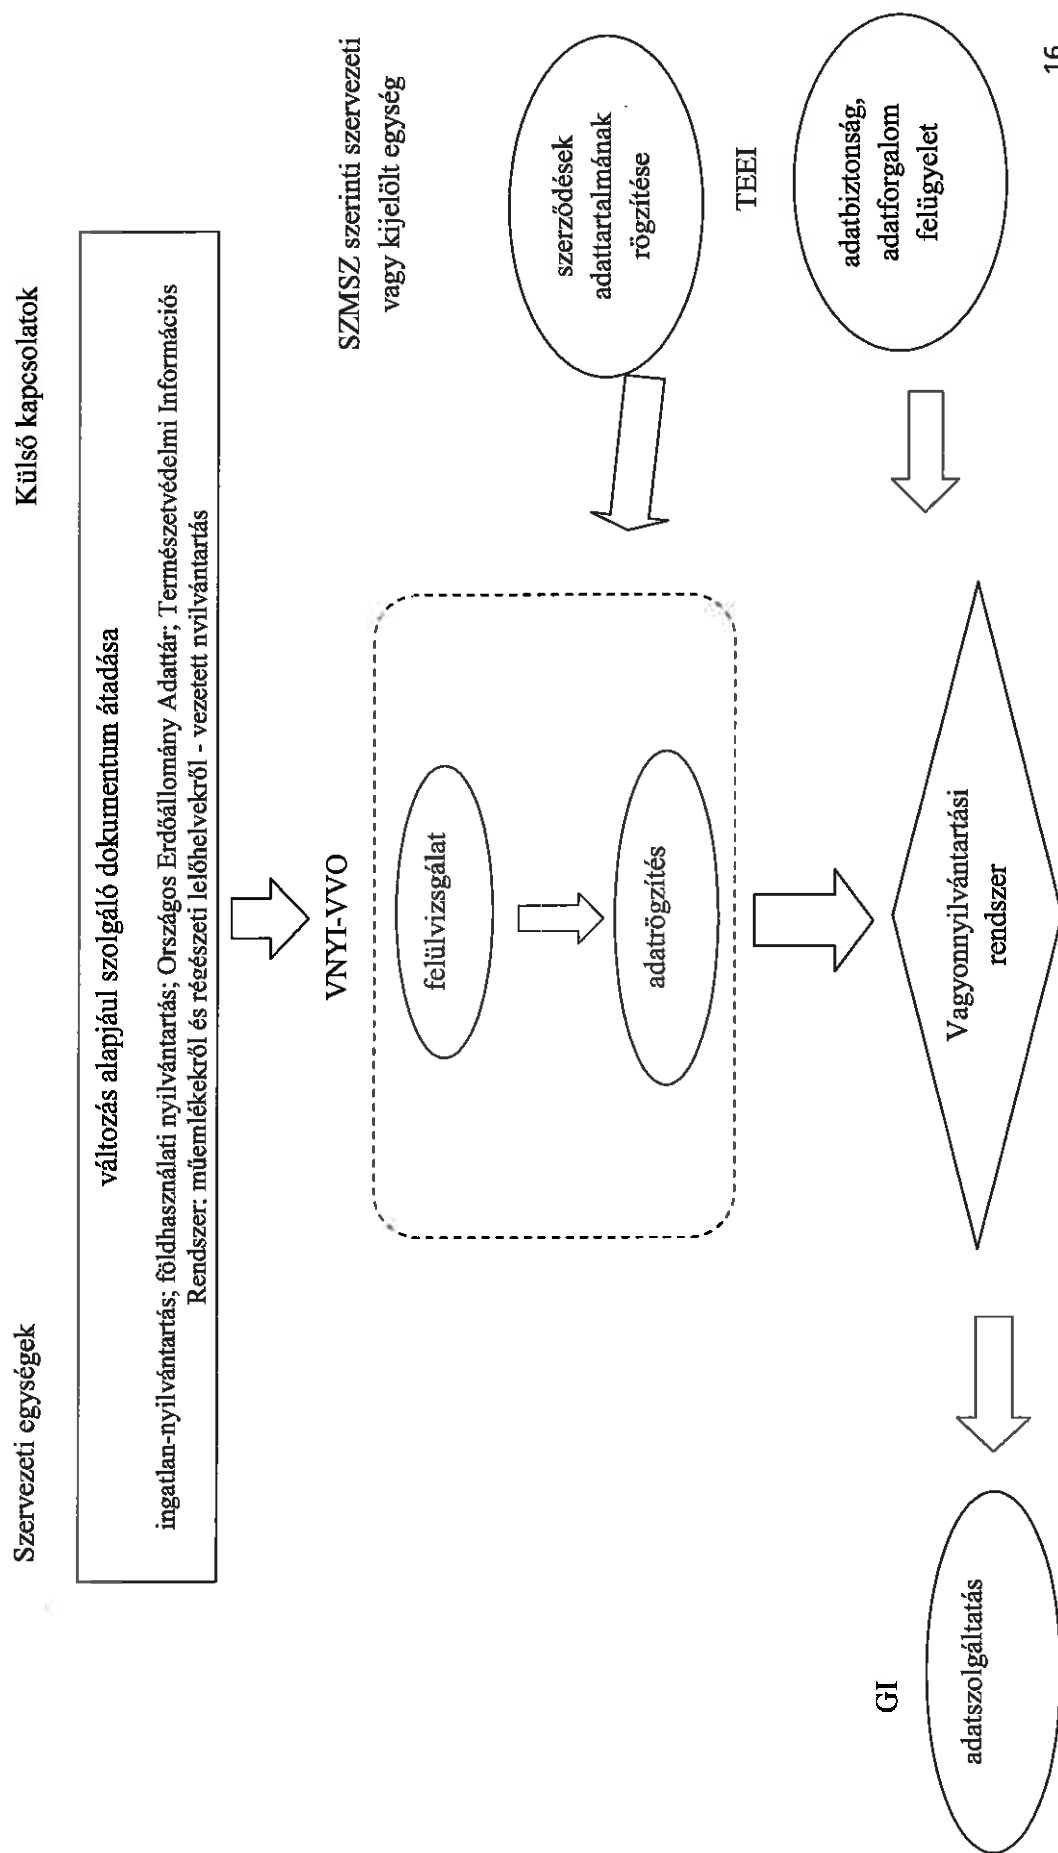 Szervezeti egységek
Külső kapcsolatok
változás alapjául szolgáló dokumentum átadása
ingatlan-nyilvántartás; földhasználati nyilvántartás; Országos Erdőállomány Adattár; Természetvédelmi Információs
Rendszer; műemlékekről és régészeti lelőhelyekről - vezetett nyilvántartás
VNYI-VVO
SZMSZ szerinti szervezeti
vagy kijelölt egység
felülvizsgálat
szerződések
adattartalmának
rögzítése
adatrögzítés
TEEI
GI
adatszolgáltatás
Vagyonnyilvántartási
rendszer
adatbiztonság,
adatforgalom
felügyelet
16